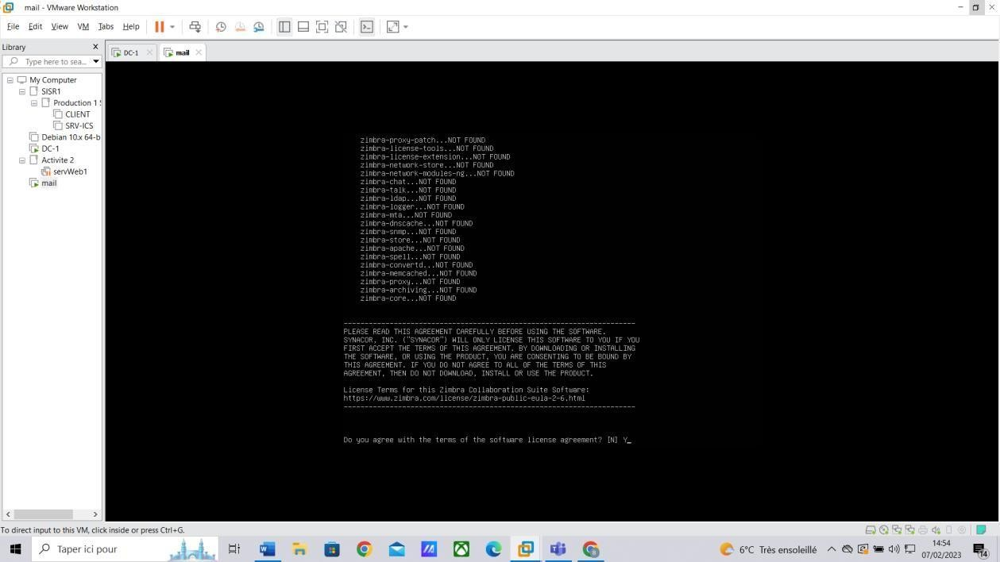 mail - VMware Workstation
File Edit View VM Tabs Help
Library
Type here to sea...
DC-1
mail
My Computer
SISR1
Production 1 S
CLIENT
SRV-ICS
Debian 10.x 64-b
DC-1
Activite 2
servWeb1
mail
zimbra-proxy-patch...NOT FOUND
zimbra-license-tools...NOT FOUND
zimbra-license-extension...NOT FOUND
zimbra-network-store...NOT FOUND
zimbra-network-modules-ng...NOT FOUND
zimbra-chat...NOT FOUND
zimbra-talk...NOT FOUND
zimbra-ldap...NOT FOUND
zimbra-logger...NOT FOUND
zimbra-mta...NOT FOUND
zimbra-dnscache...NOT FOUND
zimbra-snmp...NOT FOUND
zimbra-store...NOT FOUND
zimbra-apache...NOT FOUND
zimbra-spell...NOT FOUND
zimbra-convertd...NOT FOUND
zimbra-memcached...NOT FOUND
zimbra-proxy...NOT FOUND
zimbra-archiving...NOT FOUND
zimbra-core...NOT FOUND
----------------------------------------------------------------------
PLEASE READ THIS AGREEMENT CAREFULLY BEFORE USING THE SOFTWARE.
SYNACOR, INC. ("SYNACOR") WILL ONLY LICENSE THIS SOFTWARE TO YOU IF YOU
FIRST ACCEPT THE TERMS OF THIS AGREEMENT. BY DOWNLOADING OR INSTALLING
THE SOFTWARE, OR USING THE PRODUCT, YOU ARE CONSENTING TO BE BOUND BY
THIS AGREEMENT. IF YOU DO NOT AGREE TO ALL OF THE TERMS OF THIS
AGREEMENT, THEN DO NOT DOWNLOAD, INSTALL OR USE THE PRODUCT.
License Terms for this Zimbra Collaboration Suite Software:
https://www.zimbra.com/license/zimbra-public-eula-2-6.html
----------------------------------------------------------------------
Do you agree with the terms of the software license agreement? [N] Y_
To direct input to this VM, click inside or press Ctrl+G.
Taper ici pour
6°C Très ensoleillé
14:54
07/02/2023
14